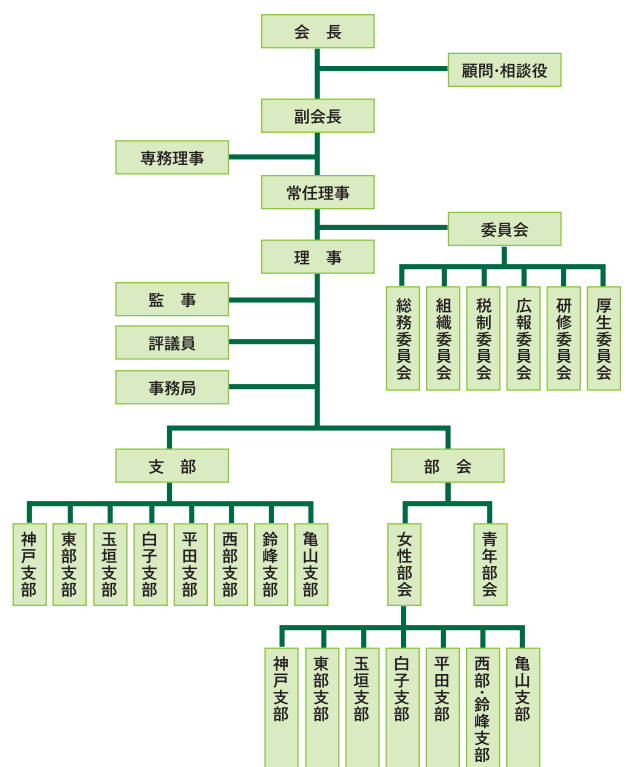 会　長
顧問・相談役
副会長
専務理事
常任理事
委員会
理　事
総務委員会
組織委員会
税制委員会
広報委員会
研修委員会
厚生委員会
監　事
評議員
事務局
支　部
部　会
神戸支部
東部支部
玉垣支部
白子支部
平田支部
西部支部
鈴峰支部
亀山支部
女性部会
青年部会
神戸支部
東部支部
玉垣支部
白子支部
平田支部
西部・鈴峰支部
亀山支部